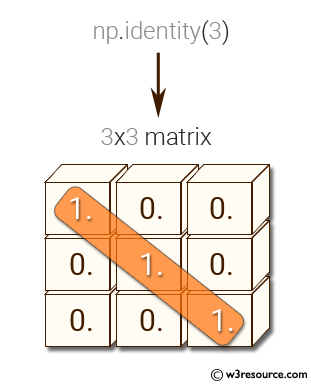 np.identity(3)
3x3 matrix
1. 0. 0.
0. 1. 0.
0. 0. 1.
© w3resource.com